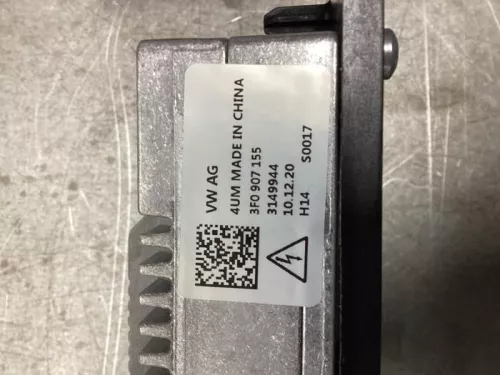 VW AG
4UM MADE IN CHINA
3F0 907 155
3149944
10.12.20
H14 S0017